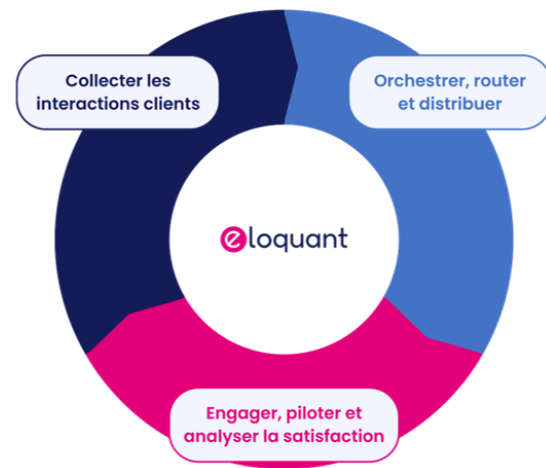 Collecter les
interactions clients
Orchestrer, router
et distribuer
eloquant
Engager, piloter et
analyser la satisfaction